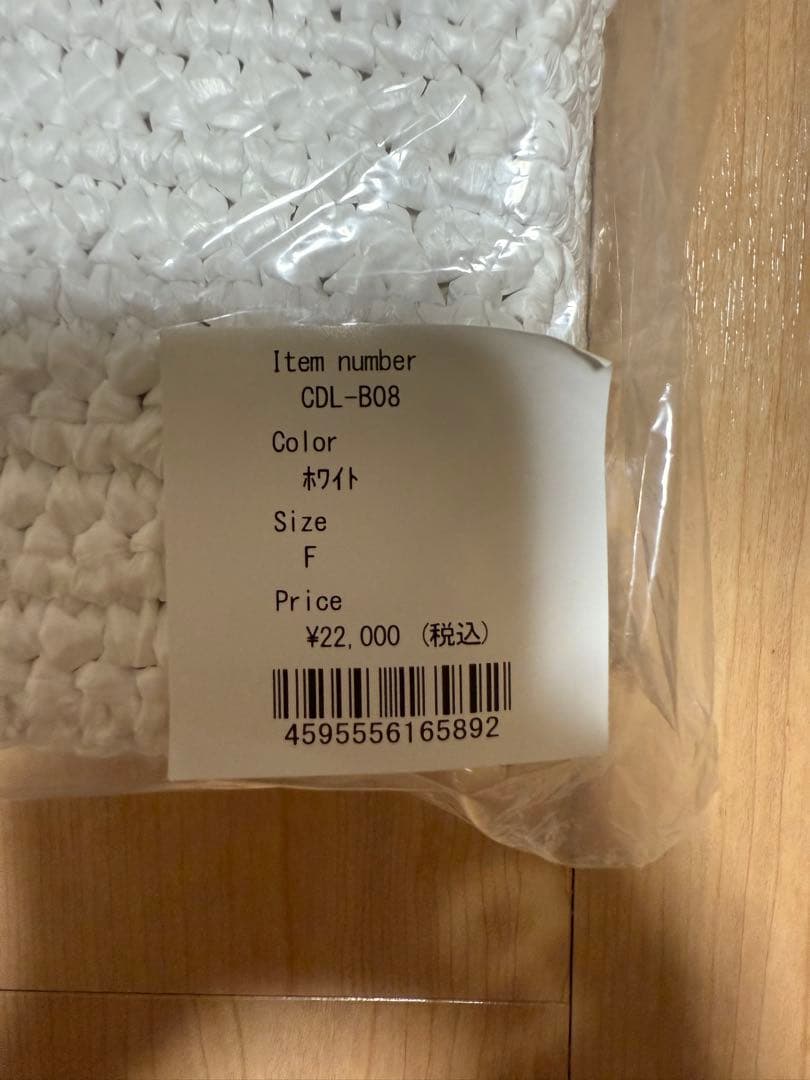 Item number
CDL-B08
Color
ﾎﾜｲﾄ
Size
F
Price
¥22,000 (税込)
4595556165892